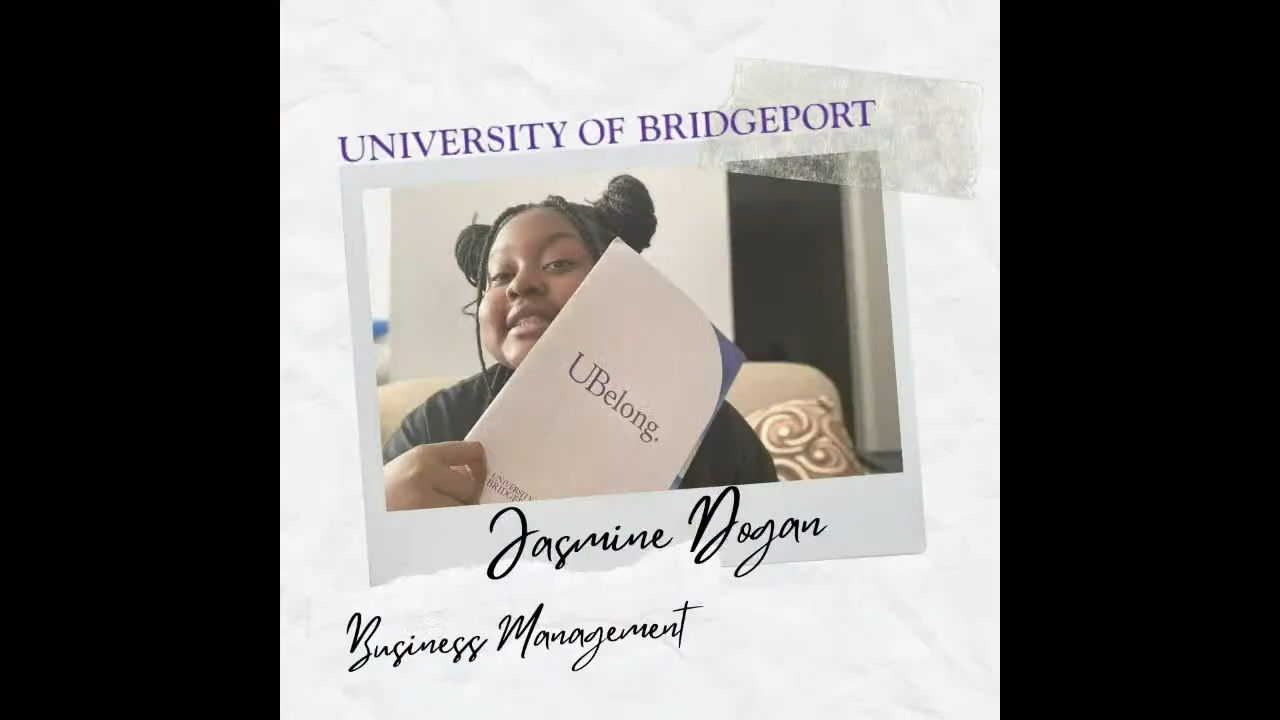 UNIVERSITY OF BRIDGEPORT
UBelong.
Jasmine Dogan
Business Management